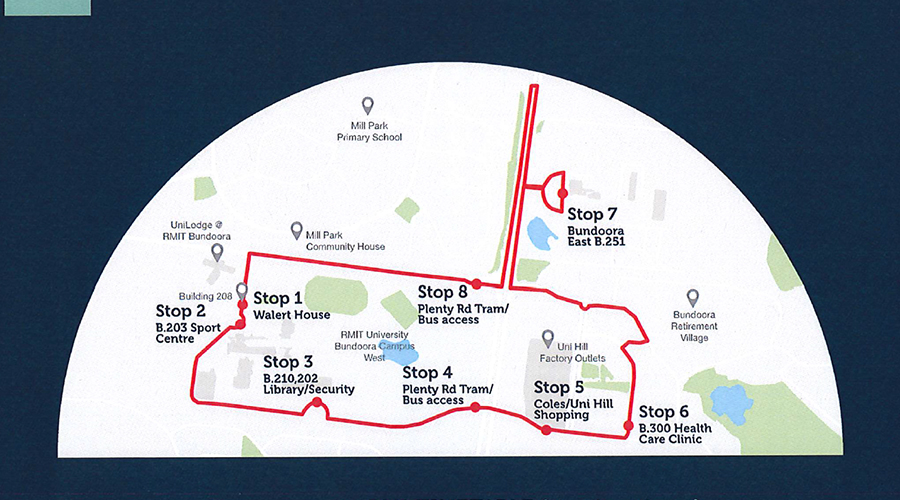 Mill Park
Primary School
UniLodge @
RMIT Bundoora
Mill Park
Community House
Stop 7
Bundoora
East B.251
Building 208
Stop 1
Walert House
Stop 2
B.203 Sport
Centre
Stop 8
Plenty Rd Tram/
Bus access
Bundoora
Retirement
Village
RMIT University
Bundoora Campus
West
Uni Hill
Factory Outlets
Stop 3
B.210,202
Library/Security
Stop 4
Plenty Rd Tram/
Bus access
Stop 5
Coles/Uni Hill
Shopping
Stop 6
B.300 Health
Care Clinic